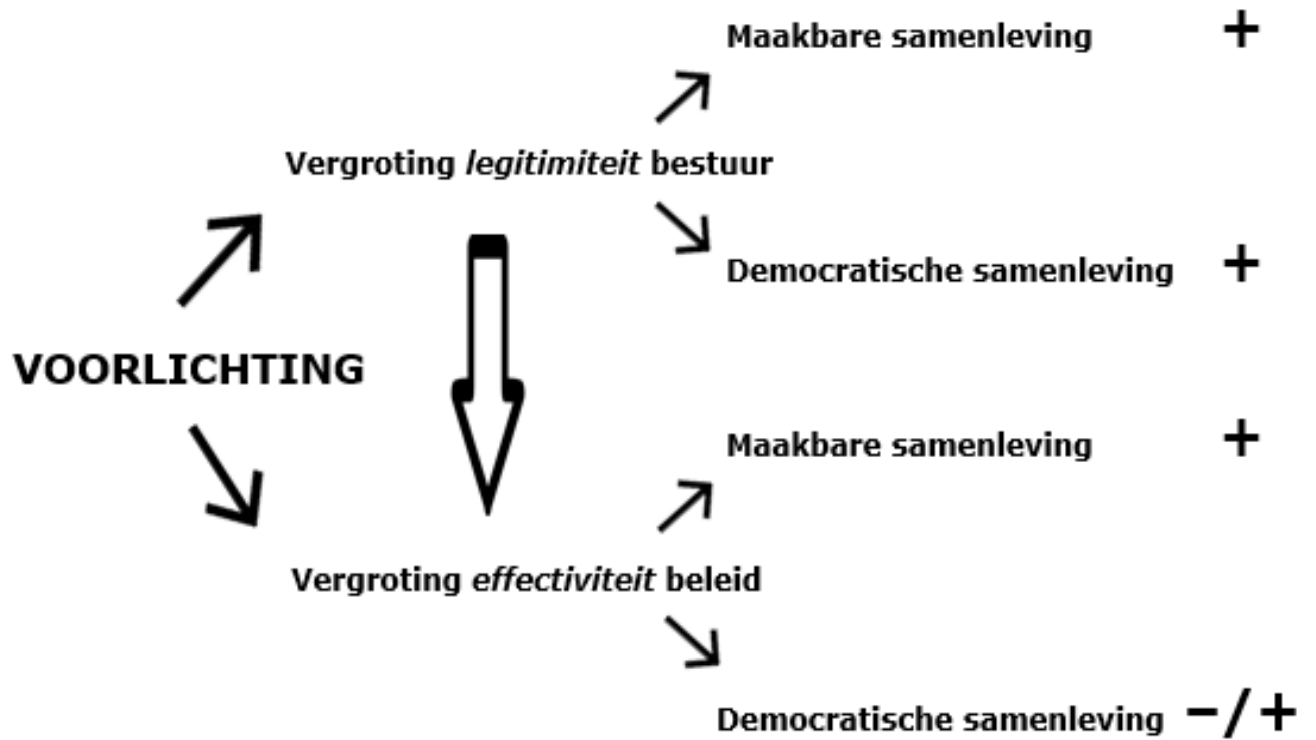 Maakbare samenleving +
Vergroting legitimiteit bestuur
Democratische samenleving +
VOORLICHTING
Maakbare samenleving +
Vergroting effectiviteit beleid
Democratische samenleving -/+